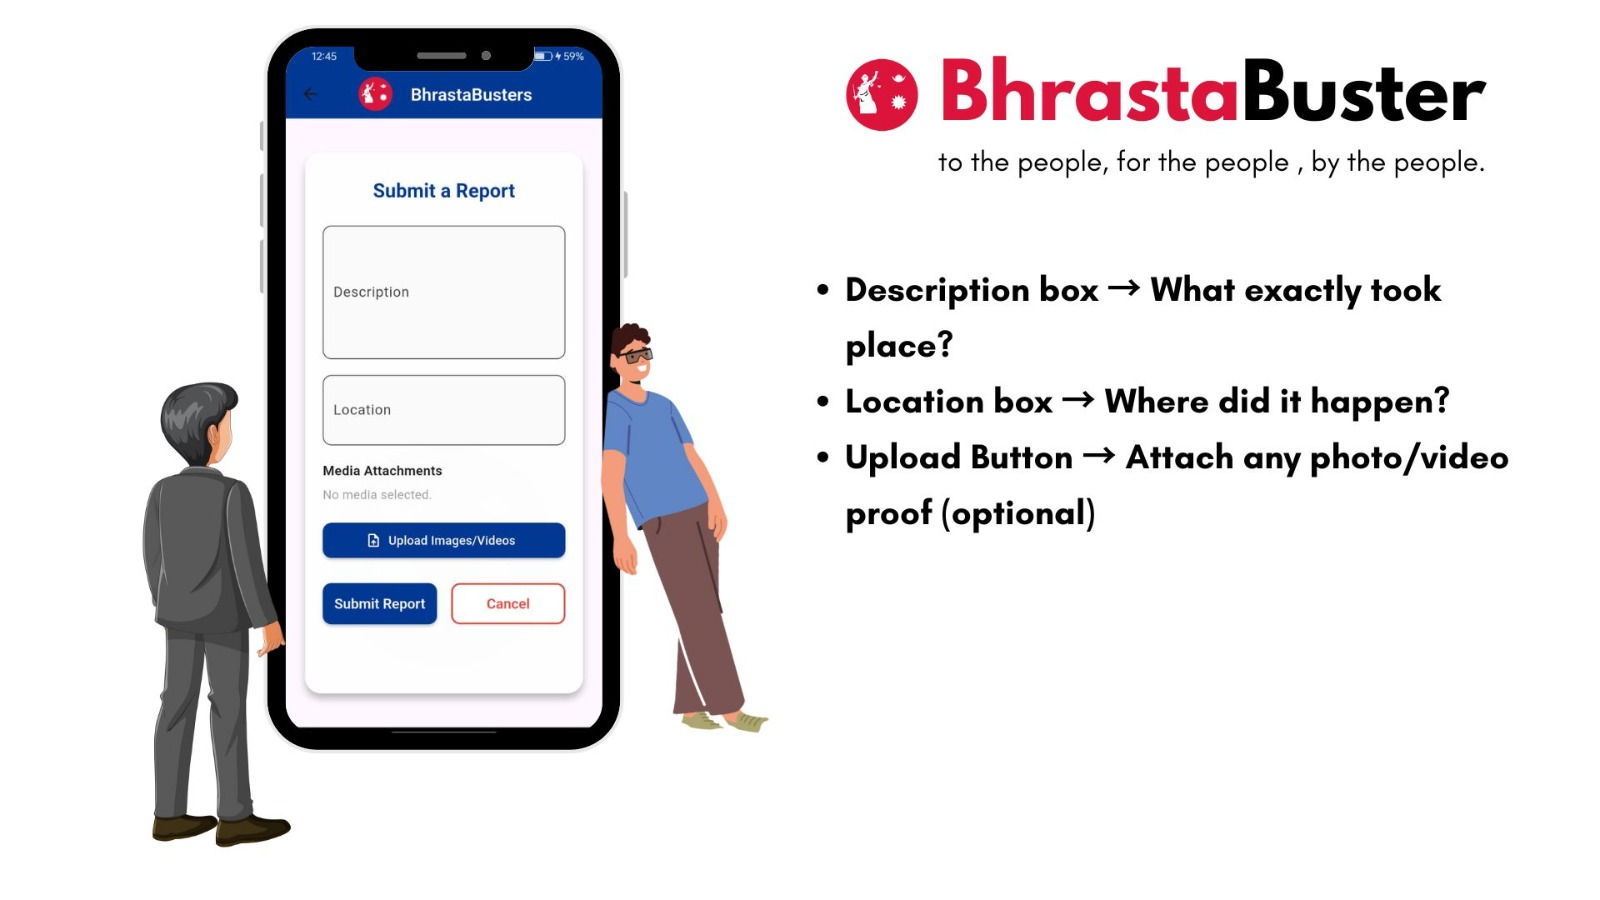 12:45
59%
BhrastaBusters
Submit a Report
Description
Location
Media Attachments
No media selected.
Upload Images/Videos
Submit Report
Cancel
BhrastaBuster
to the people, for the people , by the people.
• Description box → What exactly took
place?
• Location box → Where did it happen?
• Upload Button → Attach any photo/video
proof (optional)